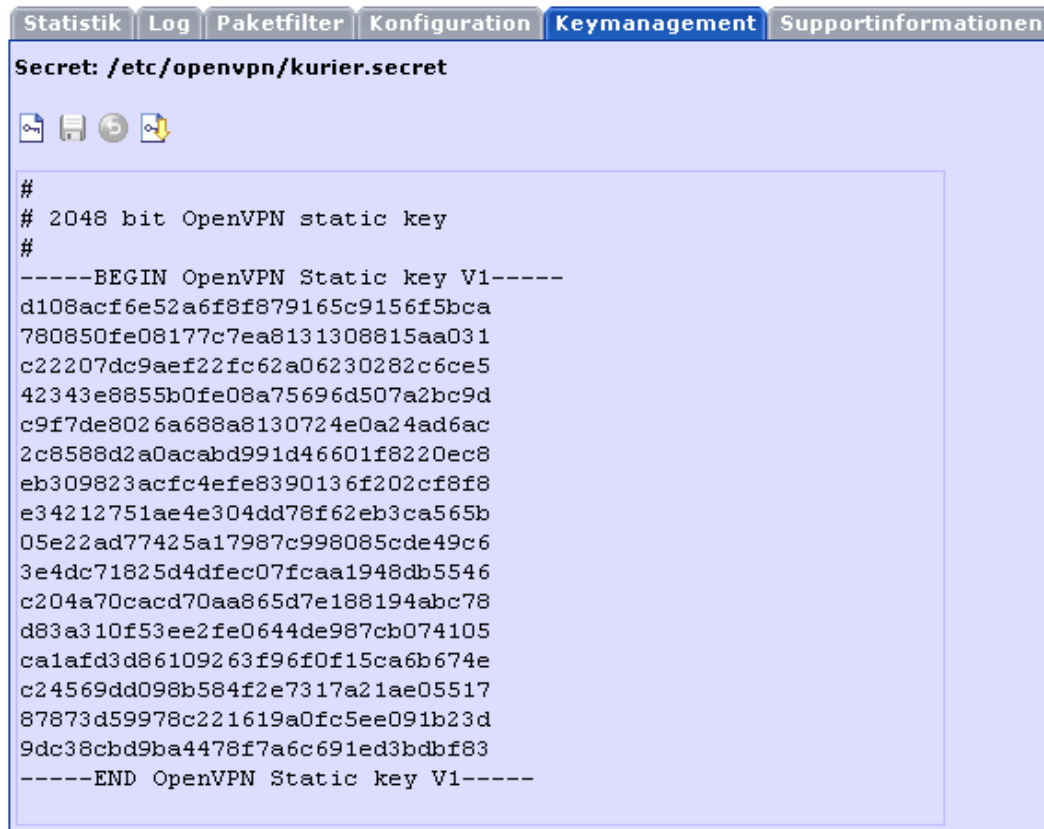 Statistik Log Paketfilter Konfiguration Keymanagement Supportinformationen
Secret: /etc/openvpn/kurier.secret
#
# 2048 bit OpenVPN static key
#
-----BEGIN OpenVPN Static key V1-----
d108acf6e52a6f8f879165c9156f5bca
780850fe08177c7ea8131308815aa031
c22207dc9aef22fc62a06230282c6ce5
42343e8855b0fe08a75696d507a2bc9d
c9f7de8026a688a8130724e0a24ad6ac
2c8588d2a0acabd991d46601f8220ec8
eb309823acfc4efe8390136f202cf8f8
e34212751ae4e304dd78f62eb3ca565b
05e22ad77425a17987c998085cde49c6
3e4dc71825d4dfec07fcaa1948db5546
c204a70cacd70aa865d7e188194abc78
d83a310f53ee2fe0644de987cb074105
ca1afd3d86109263f96f0f15ca6b674e
c24569dd098b584f2e7317a21ae05517
87873d59978c221619a0fc5ee091b23d
9dc38cbd9ba4478f7a6c691ed3bdbf83
-----END OpenVPN Static key V1-----